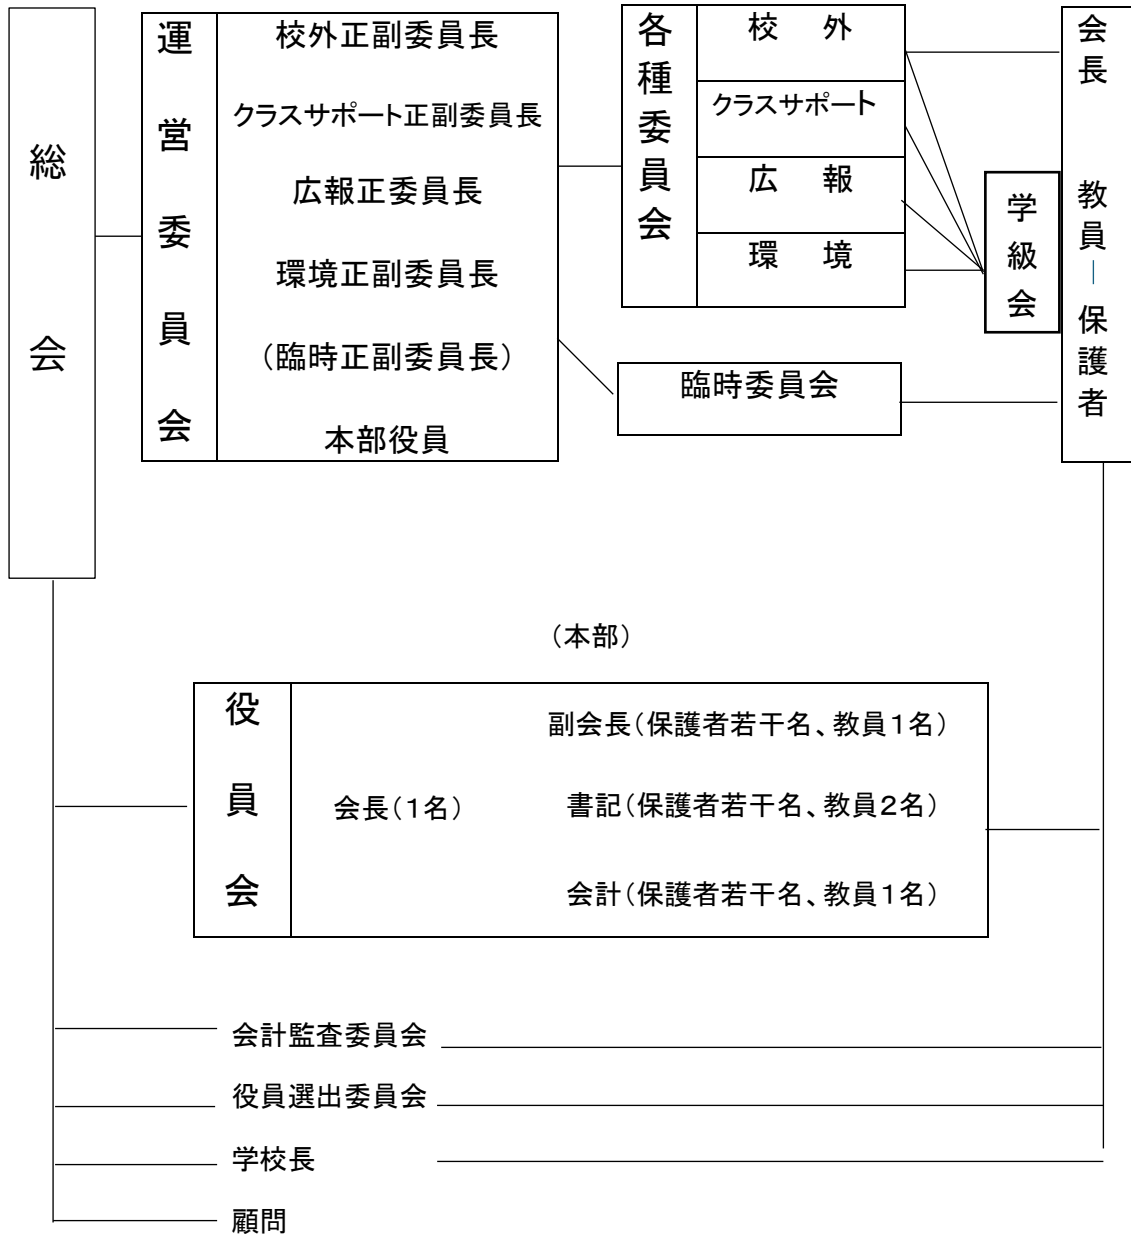 総会
運営委員会
校外正副委員長
クラスサポート正副委員長
広報正委員長
環境正副委員長
(臨時正副委員長)
本部役員
各種委員会
校 外
クラスサポート
広 報
環 境
臨時委員会
学級会
会長 教員―保護者
(本部)
役員会
会長(1名)
副会長(保護者若干名、教員1名)
書記(保護者若干名、教員2名)
会計(保護者若干名、教員1名)
会計監査委員会
役員選出委員会
学校長
顧問